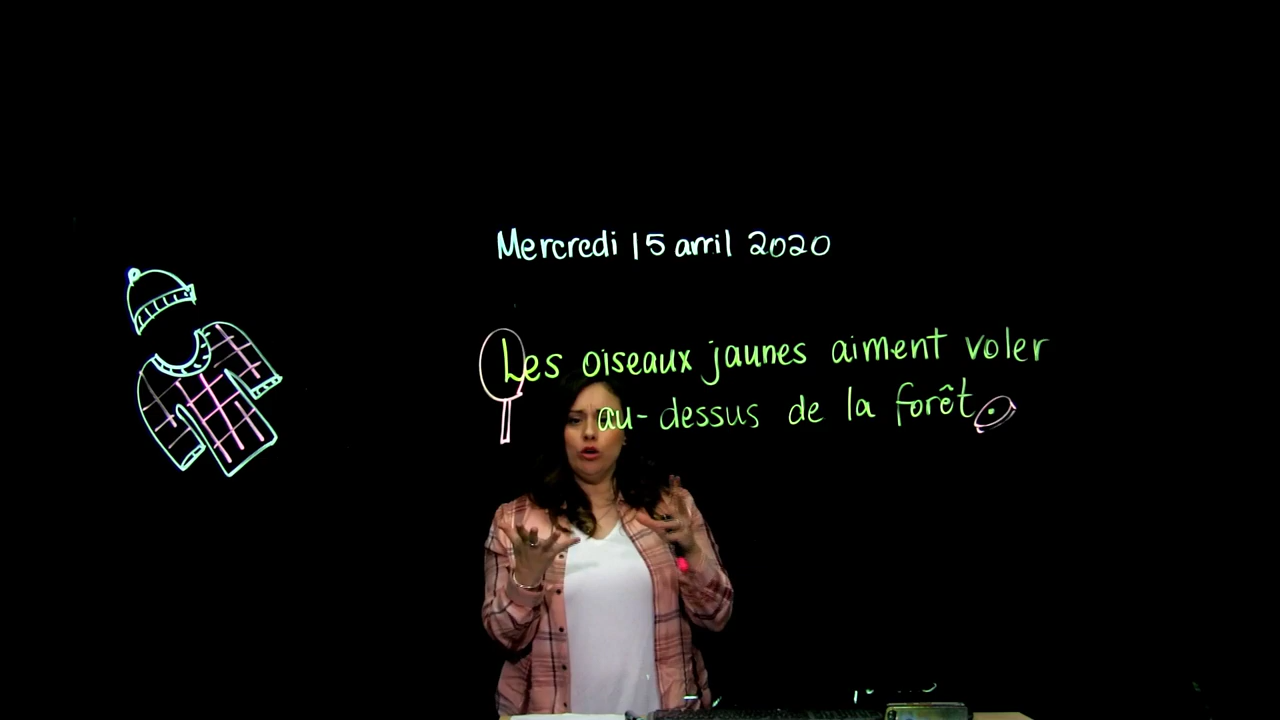 Mercredi 15 avril 2020
Les oiseaux jaunes aiment voler
au-dessus de la forêt.